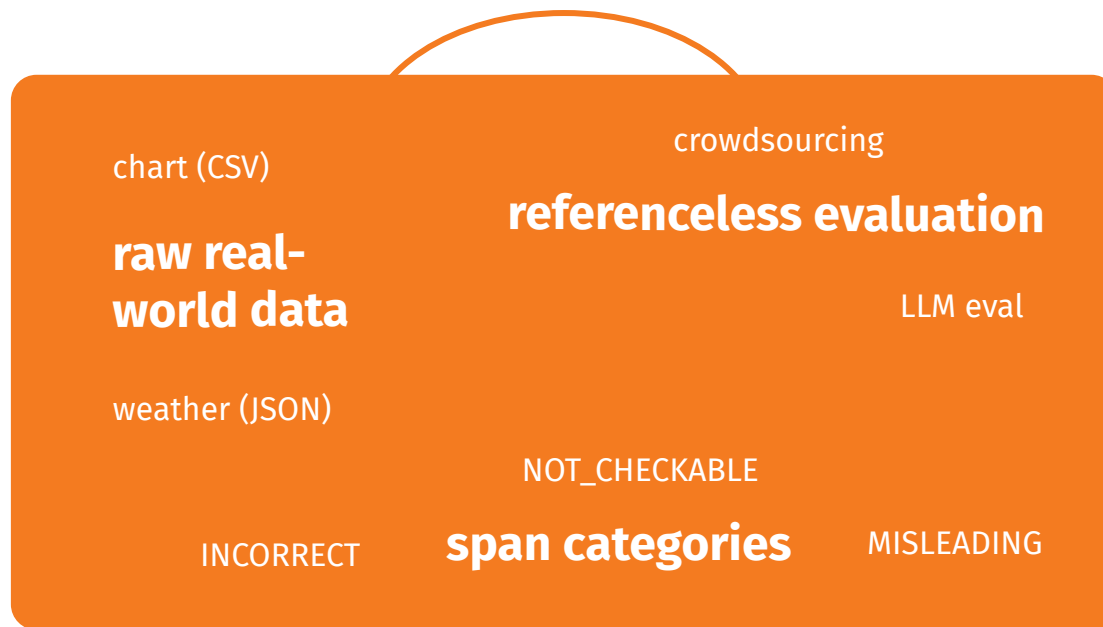 chart (CSV)
raw real-
world data
weather (JSON)
crowdsourcing
referenceless evaluation
LLM eval
NOT_CHECKABLE
INCORRECT
span categories
MISLEADING